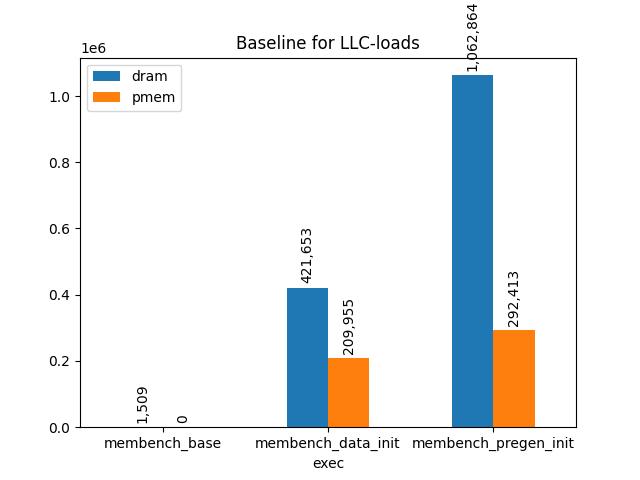 Baseline for LLC-loads
1e6
dram
pmem
1.0
0.8
0.6
0.4
0.2
0.0
1,509
0
421,653
209,955
1,062,864
292,413
membench_base
membench_data_init
membench_pregen_init
exec